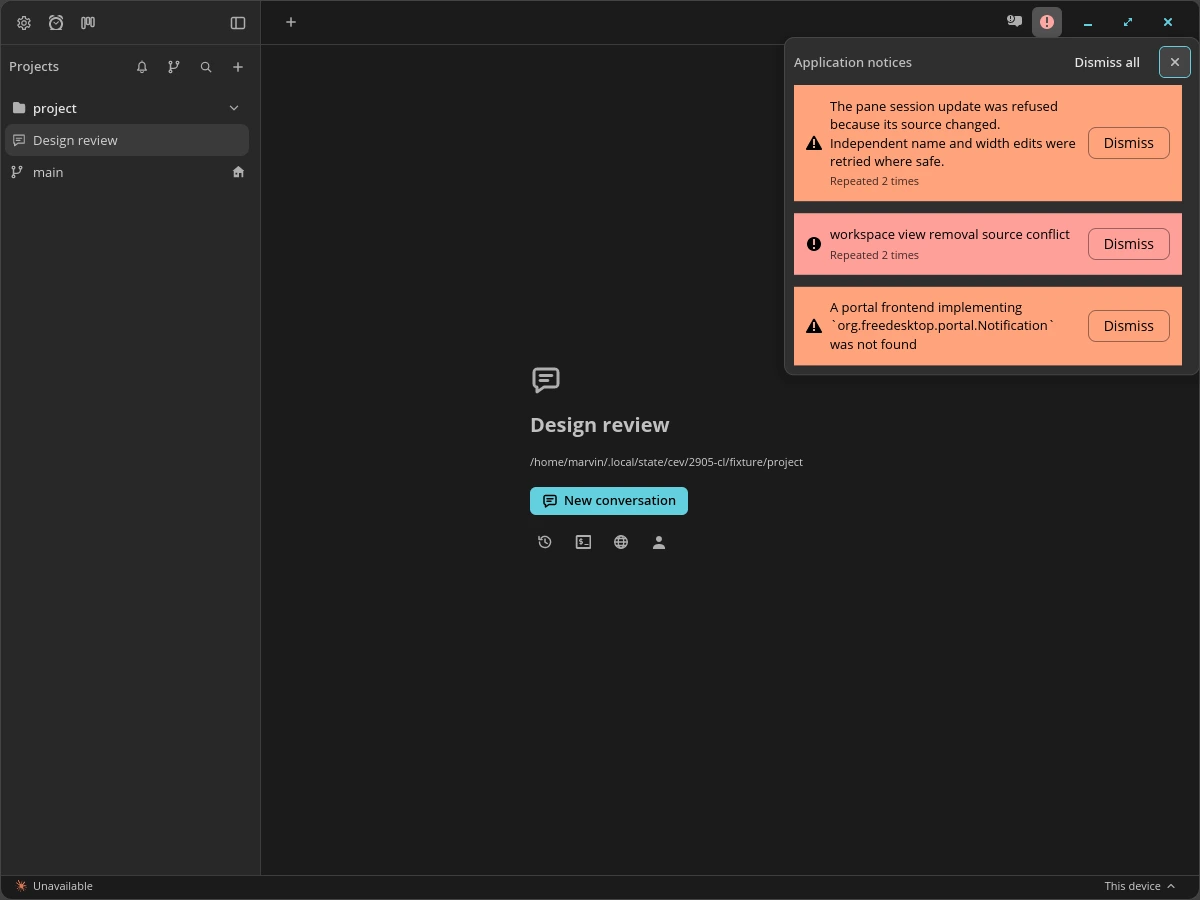 Projects
project
Design review
main
Application notices
Dismiss all
The pane session update was refused
because its source changed.
Independent name and width edits were
retried where safe.
Repeated 2 times
Dismiss
workspace view removal source conflict
Repeated 2 times
Dismiss
A portal frontend implementing
`org.freedesktop.portal.Notification`
was not found
Dismiss
Design review
/home/marvin/.local/state/cev/2905-cl/fixture/project
New conversation
Unavailable
This device